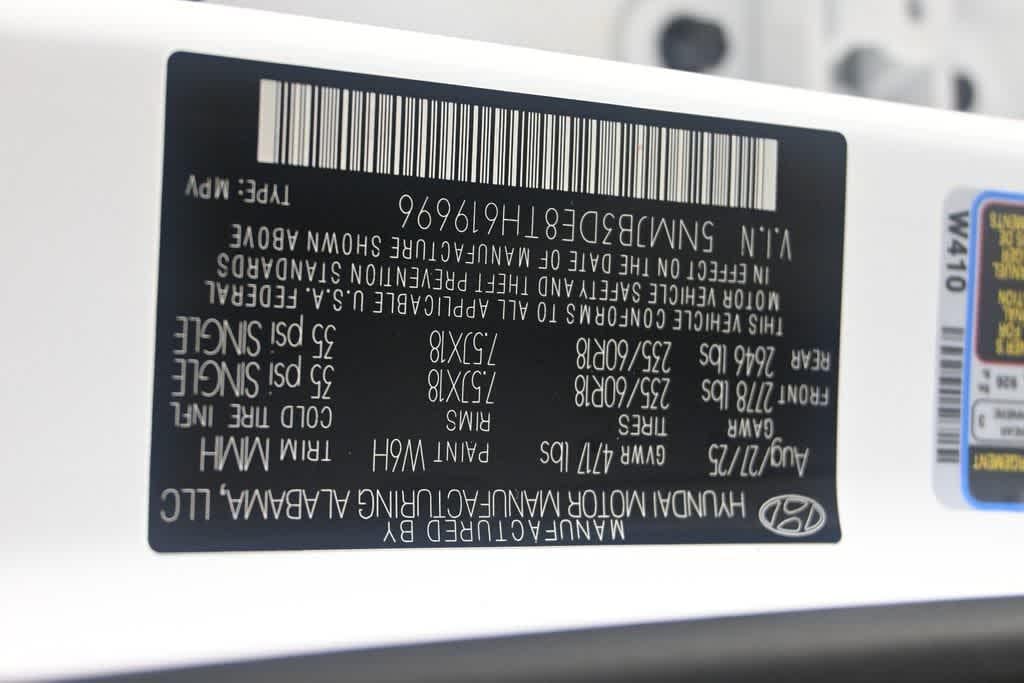 MANUFACTURED BY
HYUNDAI MOTOR MANUFACTURING ALABAMA, LLC
Aug/27/25 GVWR 4717 lbs PAINT W6H TRIM MMH
GAWR TIRES RIMS COLD TIRE INFL
FRONT 2778 lbs 235/60R18 7.5JX18 35 psi SINGLE
REAR 2646 lbs 235/60R18 7.5JX18 35 psi SINGLE
THIS VEHICLE CONFORMS TO ALL APPLICABLE U.S.A. FEDERAL
MOTOR VEHICLE SAFETY AND THEFT PREVENTION STANDARDS
IN EFFECT ON THE DATE OF MANUFACTURE SHOWN ABOVE
V.I.N 5NMJB3DE8TH619696 TYPE: MPV
W410